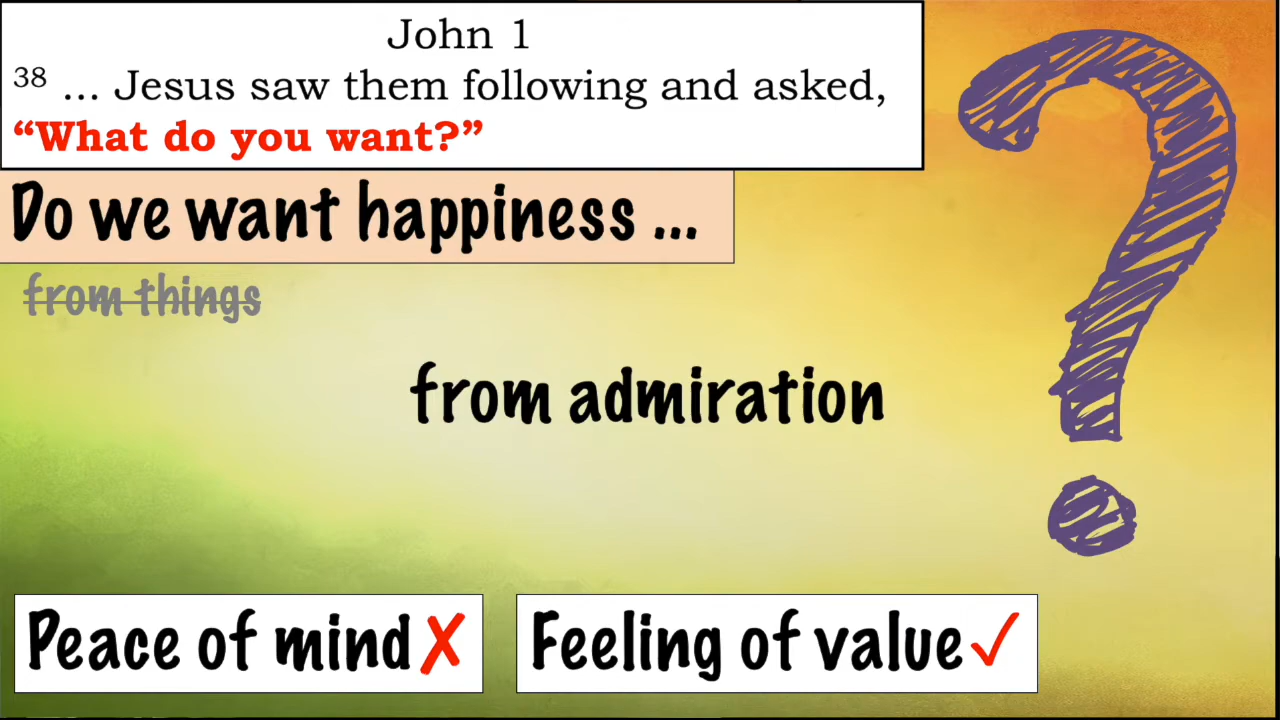 John 1
38 ... Jesus saw them following and asked,
“What do you want?”
Do we want happiness ...
from things
from admiration
Peace of mind ✗
Feeling of value ✓
?